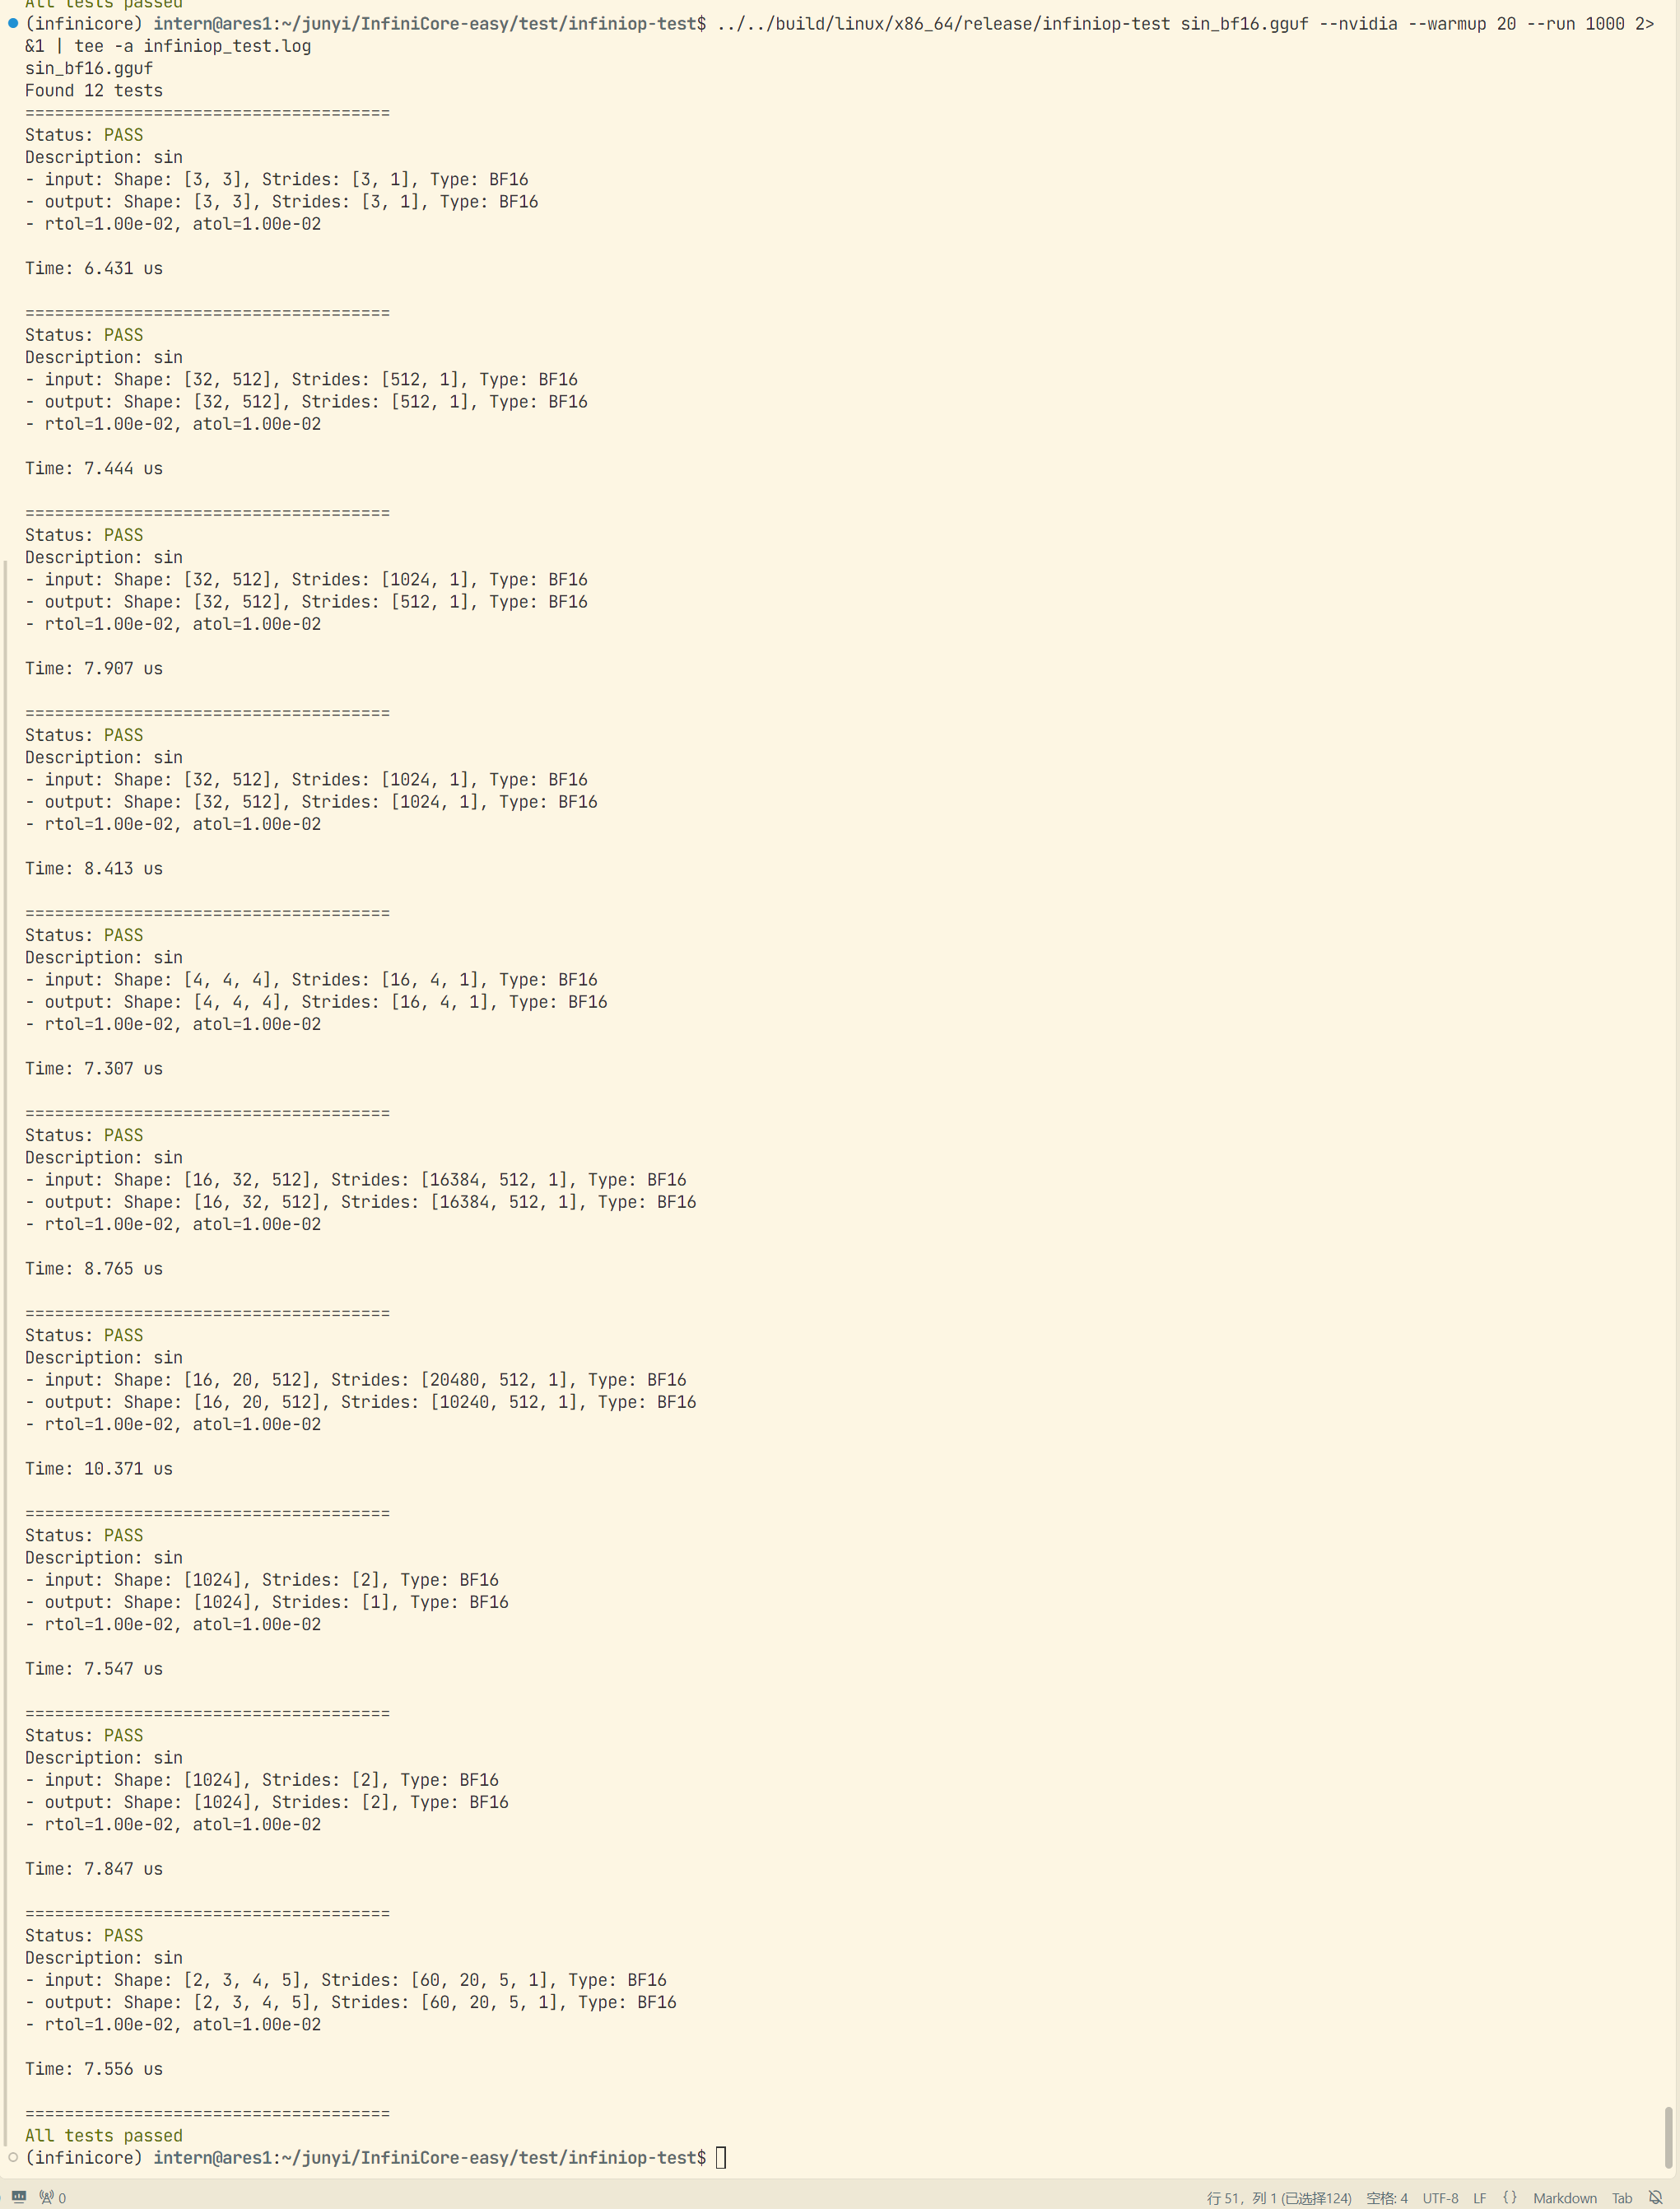 All tests passed
(infinicore) intern@ares1:~/junyi/InfiniCore-easy/test/infiniop-test$ ../../build/linux/x86_64/release/infiniop-test sin_bf16.gguf --nvidia --warmup 20 --run 1000 2>
&1 | tee -a infiniop_test.log
sin_bf16.gguf
Found 12 tests
=====================================
Status: PASS
Description: sin
- input: Shape: [3, 3], Strides: [3, 1], Type: BF16
- output: Shape: [3, 3], Strides: [3, 1], Type: BF16
- rtol=1.00e-02, atol=1.00e-02
Time: 6.431 us
=====================================
Status: PASS
Description: sin
- input: Shape: [32, 512], Strides: [512, 1], Type: BF16
- output: Shape: [32, 512], Strides: [512, 1], Type: BF16
- rtol=1.00e-02, atol=1.00e-02
Time: 7.444 us
=====================================
Status: PASS
Description: sin
- input: Shape: [32, 512], Strides: [1024, 1], Type: BF16
- output: Shape: [32, 512], Strides: [512, 1], Type: BF16
- rtol=1.00e-02, atol=1.00e-02
Time: 7.907 us
=====================================
Status: PASS
Description: sin
- input: Shape: [32, 512], Strides: [1024, 1], Type: BF16
- output: Shape: [32, 512], Strides: [1024, 1], Type: BF16
- rtol=1.00e-02, atol=1.00e-02
Time: 8.413 us
=====================================
Status: PASS
Description: sin
- input: Shape: [4, 4, 4], Strides: [16, 4, 1], Type: BF16
- output: Shape: [4, 4, 4], Strides: [16, 4, 1], Type: BF16
- rtol=1.00e-02, atol=1.00e-02
Time: 7.307 us
=====================================
Status: PASS
Description: sin
- input: Shape: [16, 32, 512], Strides: [16384, 512, 1], Type: BF16
- output: Shape: [16, 32, 512], Strides: [16384, 512, 1], Type: BF16
- rtol=1.00e-02, atol=1.00e-02
Time: 8.765 us
=====================================
Status: PASS
Description: sin
- input: Shape: [16, 20, 512], Strides: [20480, 512, 1], Type: BF16
- output: Shape: [16, 20, 512], Strides: [10240, 512, 1], Type: BF16
- rtol=1.00e-02, atol=1.00e-02
Time: 10.371 us
=====================================
Status: PASS
Description: sin
- input: Shape: [1024], Strides: [2], Type: BF16
- output: Shape: [1024], Strides: [1], Type: BF16
- rtol=1.00e-02, atol=1.00e-02
Time: 7.547 us
=====================================
Status: PASS
Description: sin
- input: Shape: [1024], Strides: [2], Type: BF16
- output: Shape: [1024], Strides: [2], Type: BF16
- rtol=1.00e-02, atol=1.00e-02
Time: 7.847 us
=====================================
Status: PASS
Description: sin
- input: Shape: [2, 3, 4, 5], Strides: [60, 20, 5, 1], Type: BF16
- output: Shape: [2, 3, 4, 5], Strides: [60, 20, 5, 1], Type: BF16
- rtol=1.00e-02, atol=1.00e-02
Time: 7.556 us
=====================================
All tests passed
(infinicore) intern@ares1:~/junyi/InfiniCore-easy/test/infiniop-test$
0 行 51，列 1 (已选择124) 空格: 4 UTF-8 LF {} Markdown Tab